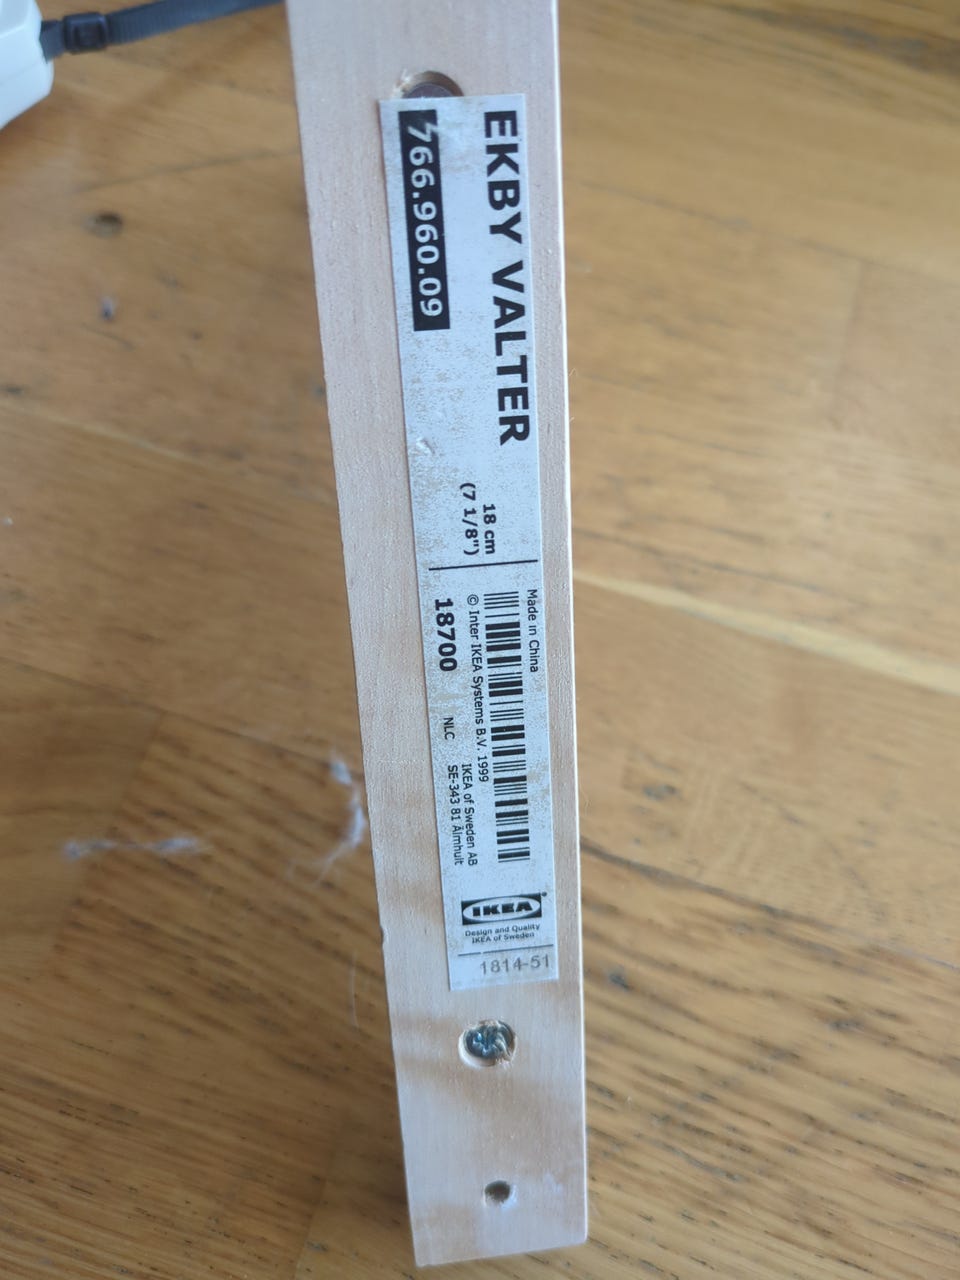 EKBY VALTER
766.960.09
18 cm
(7 1/8")
Made in China
© Inter IKEA Systems B.V. 1999
18700
NLC
IKEA of Sweden AB
SE-343 81 Älmhult
IKEA®
Design and Quality
IKEA of Sweden
1814-51